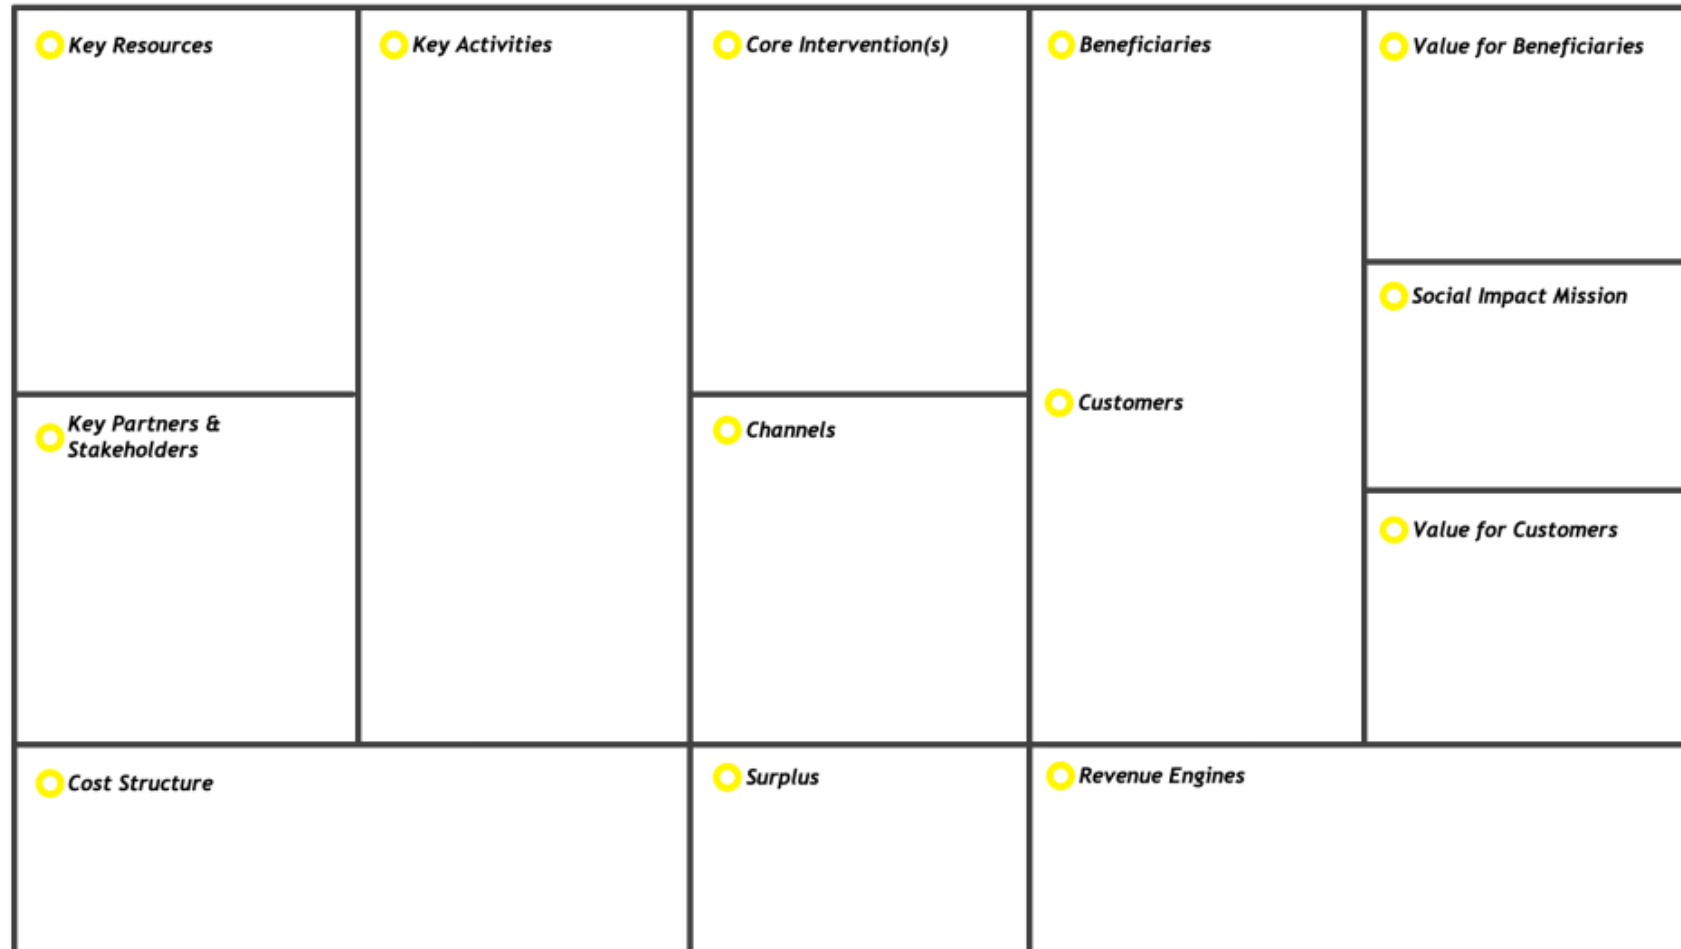 Key Resources
Key Activities
Core Intervention(s)
Beneficiaries
Value for Beneficiaries
Social Impact Mission
Customers
Key Partners &
Stakeholders
Channels
Value for Customers
Cost Structure
Surplus
Revenue Engines